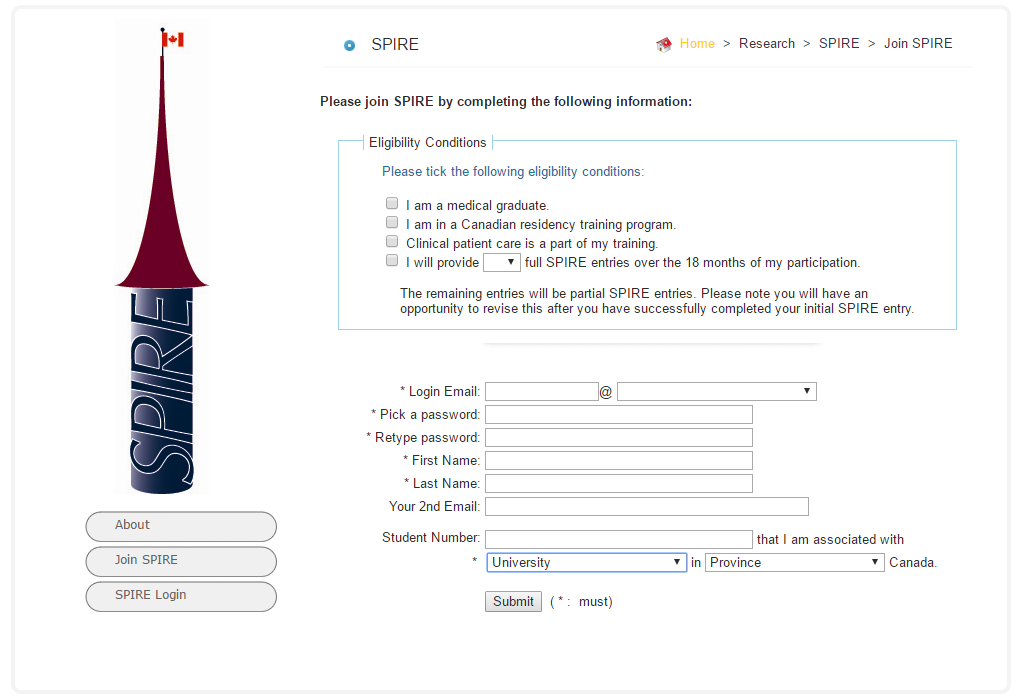 SPIRE
Home > Research > SPIRE > Join SPIRE
Please join SPIRE by completing the following information:
Eligibility Conditions
Please tick the following eligibility conditions:
I am a medical graduate.
I am in a Canadian residency training program.
Clinical patient care is a part of my training.
I will provide full SPIRE entries over the 18 months of my participation.
The remaining entries will be partial SPIRE entries. Please note you will have an
opportunity to revise this after you have successfully completed your initial SPIRE entry.
* Login Email: @
* Pick a password:
* Retype password:
* First Name:
* Last Name:
Your 2nd Email:
Student Number: that I am associated with
* University in Province Canada.
Submit ( * : must)
SPIRE
About
Join SPIRE
SPIRE Login